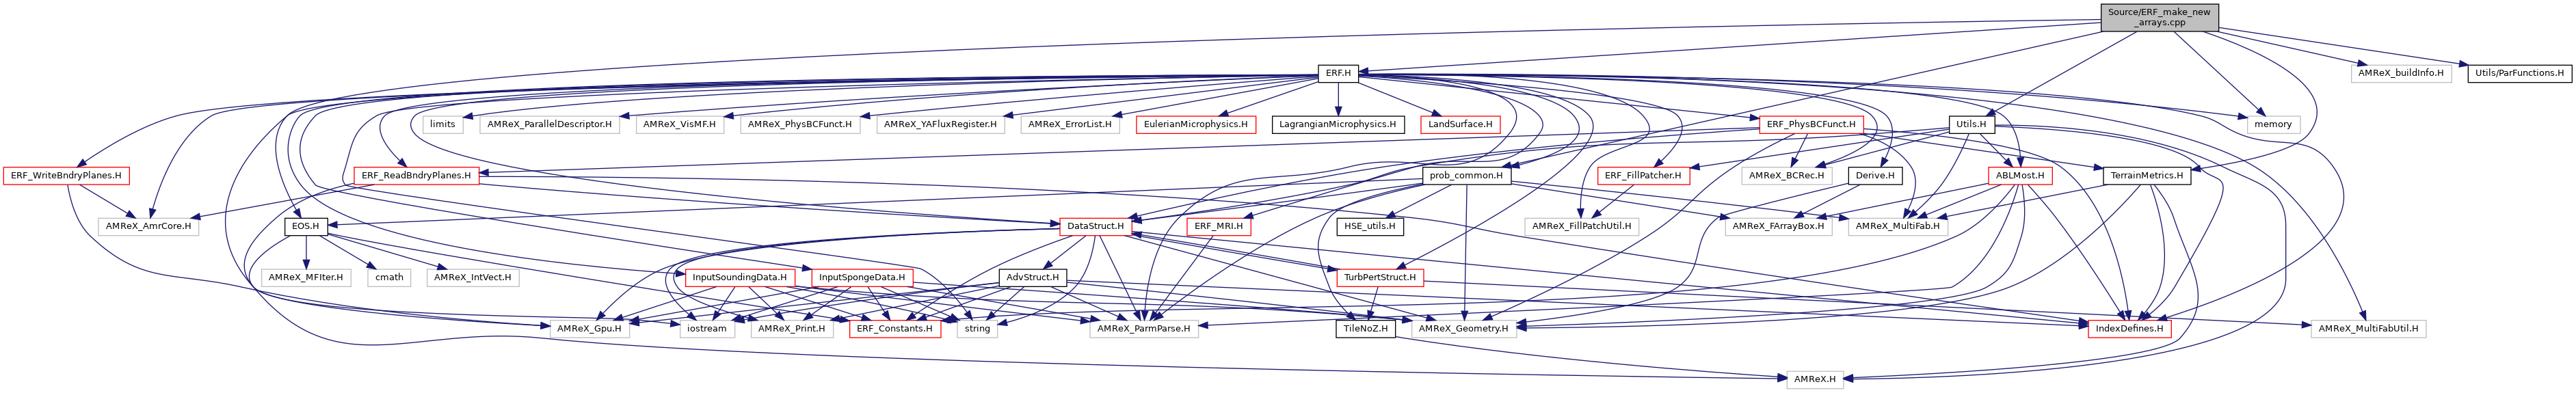 Source/ERF_make_new
_arrays.cpp
ERF.H
AMReX_buildInfo.H
Utils/ParFunctions.H
limits
AMReX_ParallelDescriptor.H
AMReX_VisMF.H
AMReX_PhysBCFunct.H
AMReX_YAFluxRegister.H
AMReX_ErrorList.H
EulerianMicrophysics.H
LagrangianMicrophysics.H
LandSurface.H
ERF_PhysBCFunct.H
Utils.H
memory
ERF_WriteBndryPlanes.H
ERF_ReadBndryPlanes.H
prob_common.H
ERF_FillPatcher.H
AMReX_BCRec.H
Derive.H
ABLMost.H
TerrainMetrics.H
AMReX_AmrCore.H
EOS.H
DataStruct.H
ERF_MRI.H
HSE_utils.H
AMReX_FillPatchUtil.H
AMReX_FArrayBox.H
AMReX_MultiFab.H
AMReX_MFIter.H
cmath
AMReX_IntVect.H
InputSoundingData.H
InputSpongeData.H
AdvStruct.H
TurbPertStruct.H
AMReX_Gpu.H
iostream
AMReX_Print.H
ERF_Constants.H
string
AMReX_ParmParse.H
TileNoZ.H
AMReX_Geometry.H
IndexDefines.H
AMReX_MultiFabUtil.H
AMReX.H